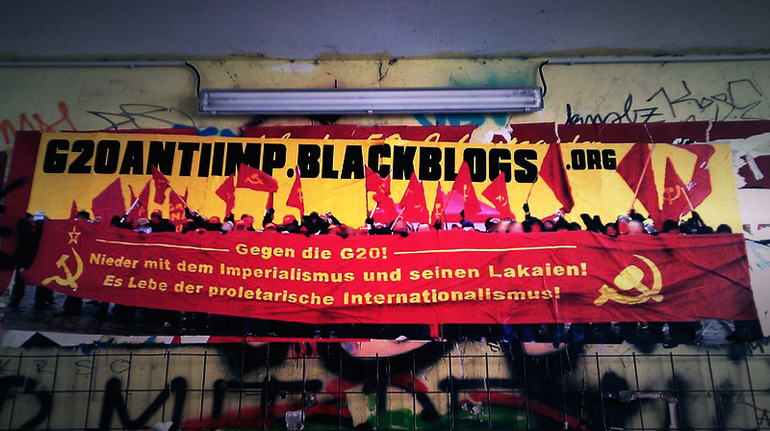 G20ANTIIMP.BLACKBLOGS.ORG
Gegen die G20!
Nieder mit dem Imperialismus und seinen Lakaien!
Es Lebe der proletarische Internationalismus!